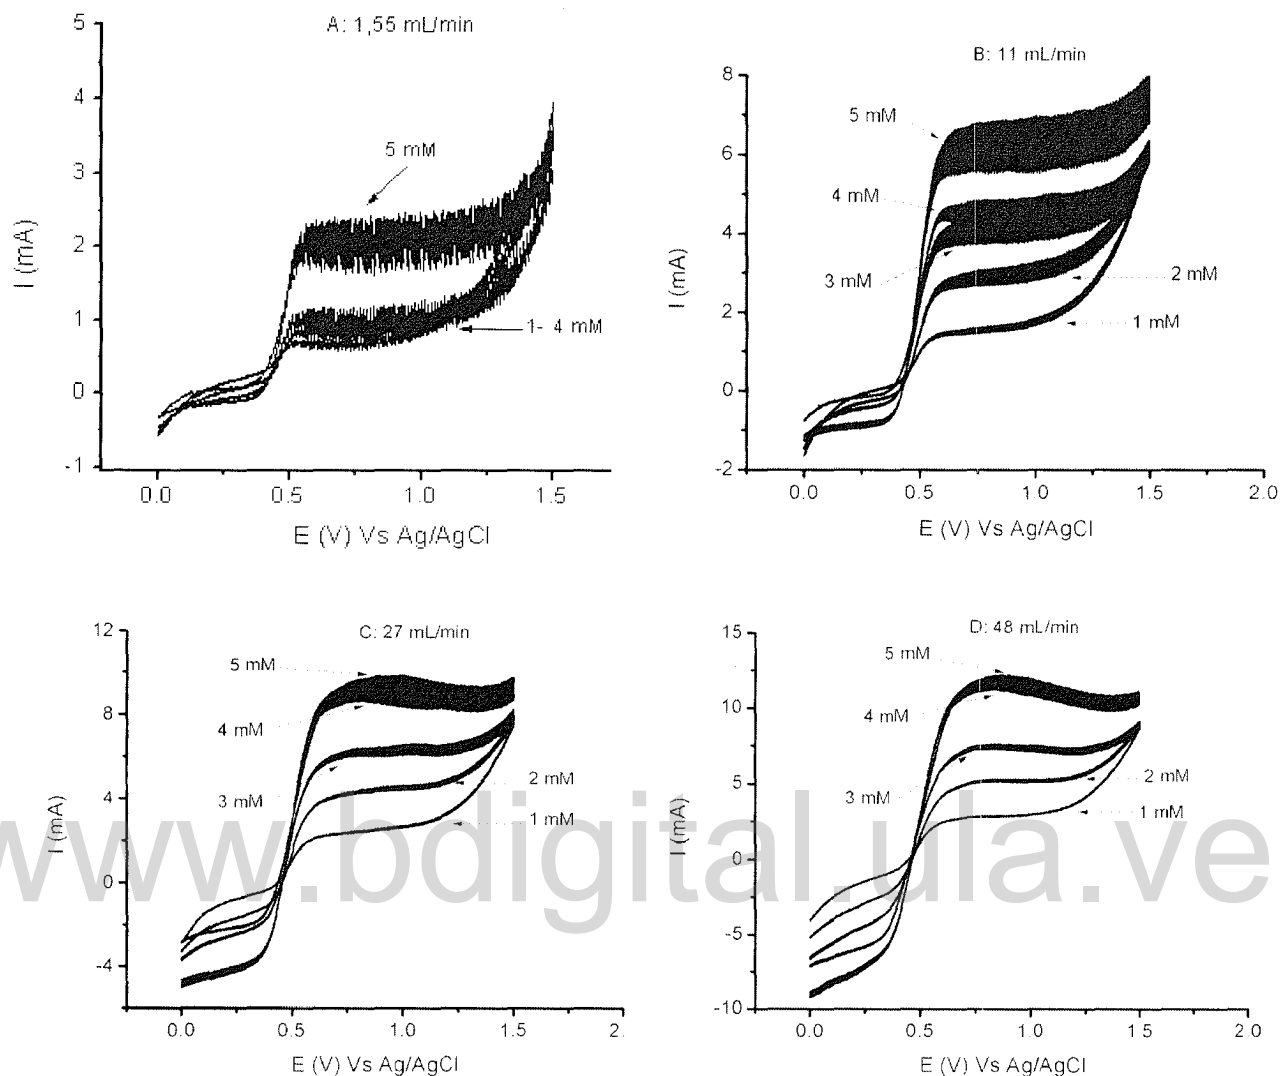 A: 1,55 mL/min
5
4
3
2
1
0
-1
I (mA)
5 mM
1- 4 mM
0.0 0.5 1.0 1.5
E (V) Vs Ag/AgCl
B: 11 mL/min
8
6
4
2
0
-2
I (mA)
5 mM
4 mM
3 mM
2 mM
1 mM
0.0 0.5 1.0 1.5 2.0
E (V) Vs Ag/AgCl
C: 27 mL/min
12
8
4
0
-4
I (mA)
5 mM
4 mM
3 mM
2 mM
1 mM
0.0 0.5 1.0 1.5 2.
E (V) Vs Ag/AgCl
D: 48 mL/min
15
10
5
0
-5
-10
I (mA)
5 mM
4 mM
3 mM
2 mM
1 mM
0.0 0.5 1.0 1.5 2.0
E (V) Vs Ag/AgCl
www.bdigital.ula.ve